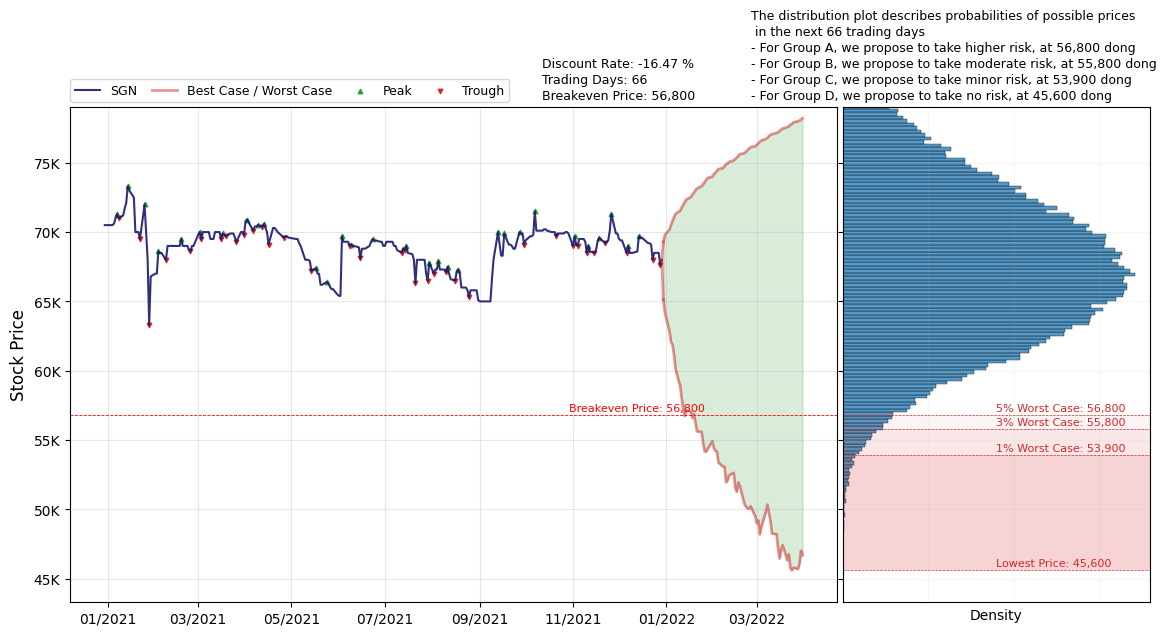 The distribution plot describes probabilities of possible prices
in the next 66 trading days
- For Group A, we propose to take higher risk, at 56,800 dong
- For Group B, we propose to take moderate risk, at 55,800 dong
- For Group C, we propose to take minor risk, at 53,900 dong
- For Group D, we propose to take no risk, at 45,600 dong
Discount Rate: -16.47 %
Trading Days: 66
Breakeven Price: 56,800
SGN Best Case / Worst Case Peak Trough
Stock Price
75K
70K
65K
60K
55K
50K
45K
Breakeven Price: 56,800
01/2021 03/2021 05/2021 07/2021 09/2021 11/2021 01/2022 03/2022
5% Worst Case: 56,800
3% Worst Case: 55,800
1% Worst Case: 53,900
Lowest Price: 45,600
Density